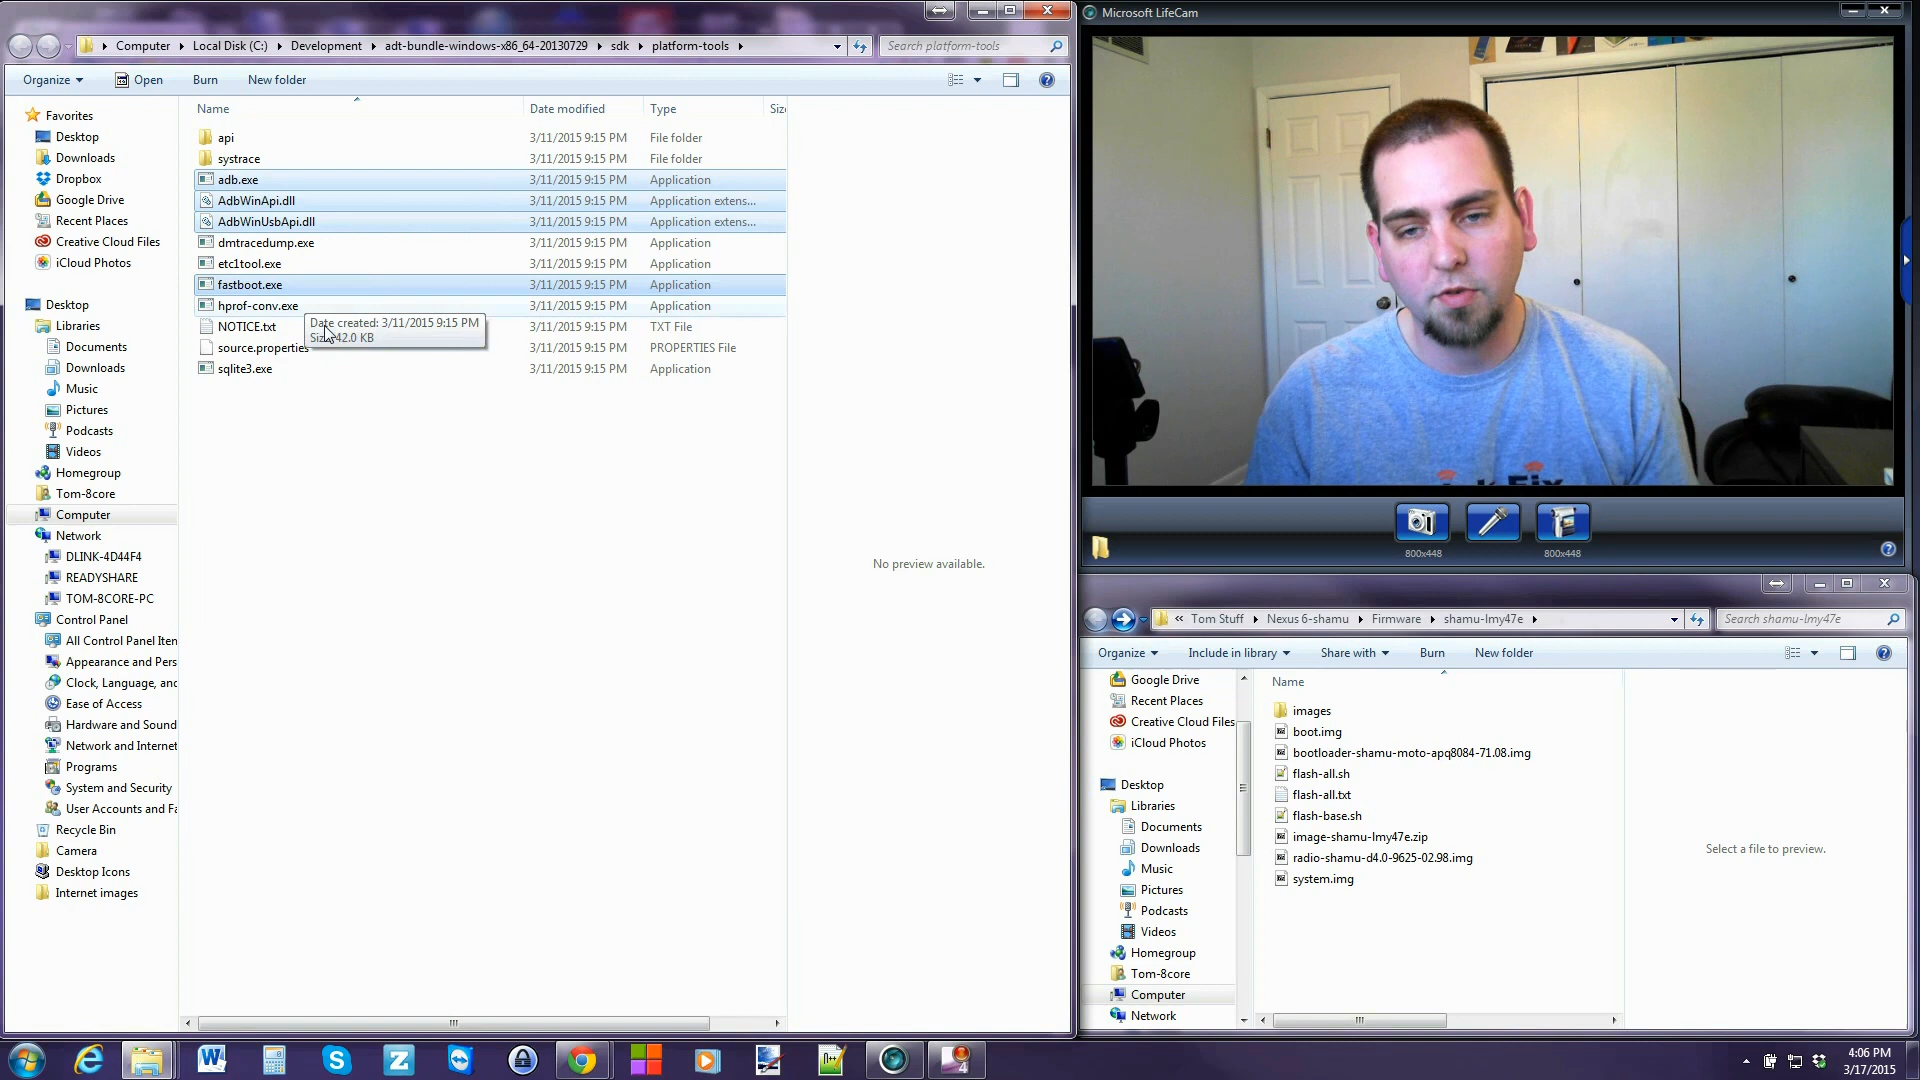 Computer
Local Disk (C:)
Development
adt-bundle-windows-x86_64-20130729
sdk
platform-tools
Search platform-tools
Organize
Open
Burn
New folder
Name
Date modified
Type
Siz
api 3/11/2015 9:15 PM File folder
systrace 3/11/2015 9:15 PM File folder
adb.exe 3/11/2015 9:15 PM Application
AdbWinApi.dll 3/11/2015 9:15 PM Application extens...
AdbWinUsbApi.dll 3/11/2015 9:15 PM Application extens...
dmtracedump.exe 3/11/2015 9:15 PM Application
etc1tool.exe 3/11/2015 9:15 PM Application
fastboot.exe 3/11/2015 9:15 PM Application
hprof-conv.exe 3/11/2015 9:15 PM Application
NOTICE.txt 3/11/2015 9:15 PM TXT File
source.properties 3/11/2015 9:15 PM PROPERTIES File
sqlite3.exe 3/11/2015 9:15 PM Application
Date created: 3/11/2015 9:15 PM
42.0 KB
No preview available.
Favorites
Desktop
Downloads
Dropbox
Google Drive
Recent Places
Creative Cloud Files
iCloud Photos
Desktop
Libraries
Documents
Downloads
Music
Pictures
Podcasts
Videos
Homegroup
Tom-8core
Computer
Network
DLINK-4D44F4
READYSHARE
TOM-8CORE-PC
Control Panel
All Control Panel Iten
Appearance and Pers
Clock, Language, and
Ease of Access
Hardware and Sound
Network and Internet
Programs
System and Security
User Accounts and Fa
Recycle Bin
Camera
Desktop Icons
Internet images
Microsoft LifeCam
800x448
800x448
« Tom Stuff
Nexus 6-shamu
Firmware
shamu-lmy47e
Search shamu-lmy47e
Organize
Include in library
Share with
Burn
New folder
Google Drive
Recent Places
Creative Cloud Files
iCloud Photos
Desktop
Libraries
Documents
Downloads
Music
Pictures
Podcasts
Videos
Homegroup
Tom-8core
Computer
Network
Name
images
boot.img
bootloader-shamu-moto-apq8084-71.08.img
flash-all.sh
flash-all.txt
flash-base.sh
image-shamu-lmy47e.zip
radio-shamu-d4.0-9625-02.98.img
system.img
Select a file to preview.
4:06 PM
3/17/2015